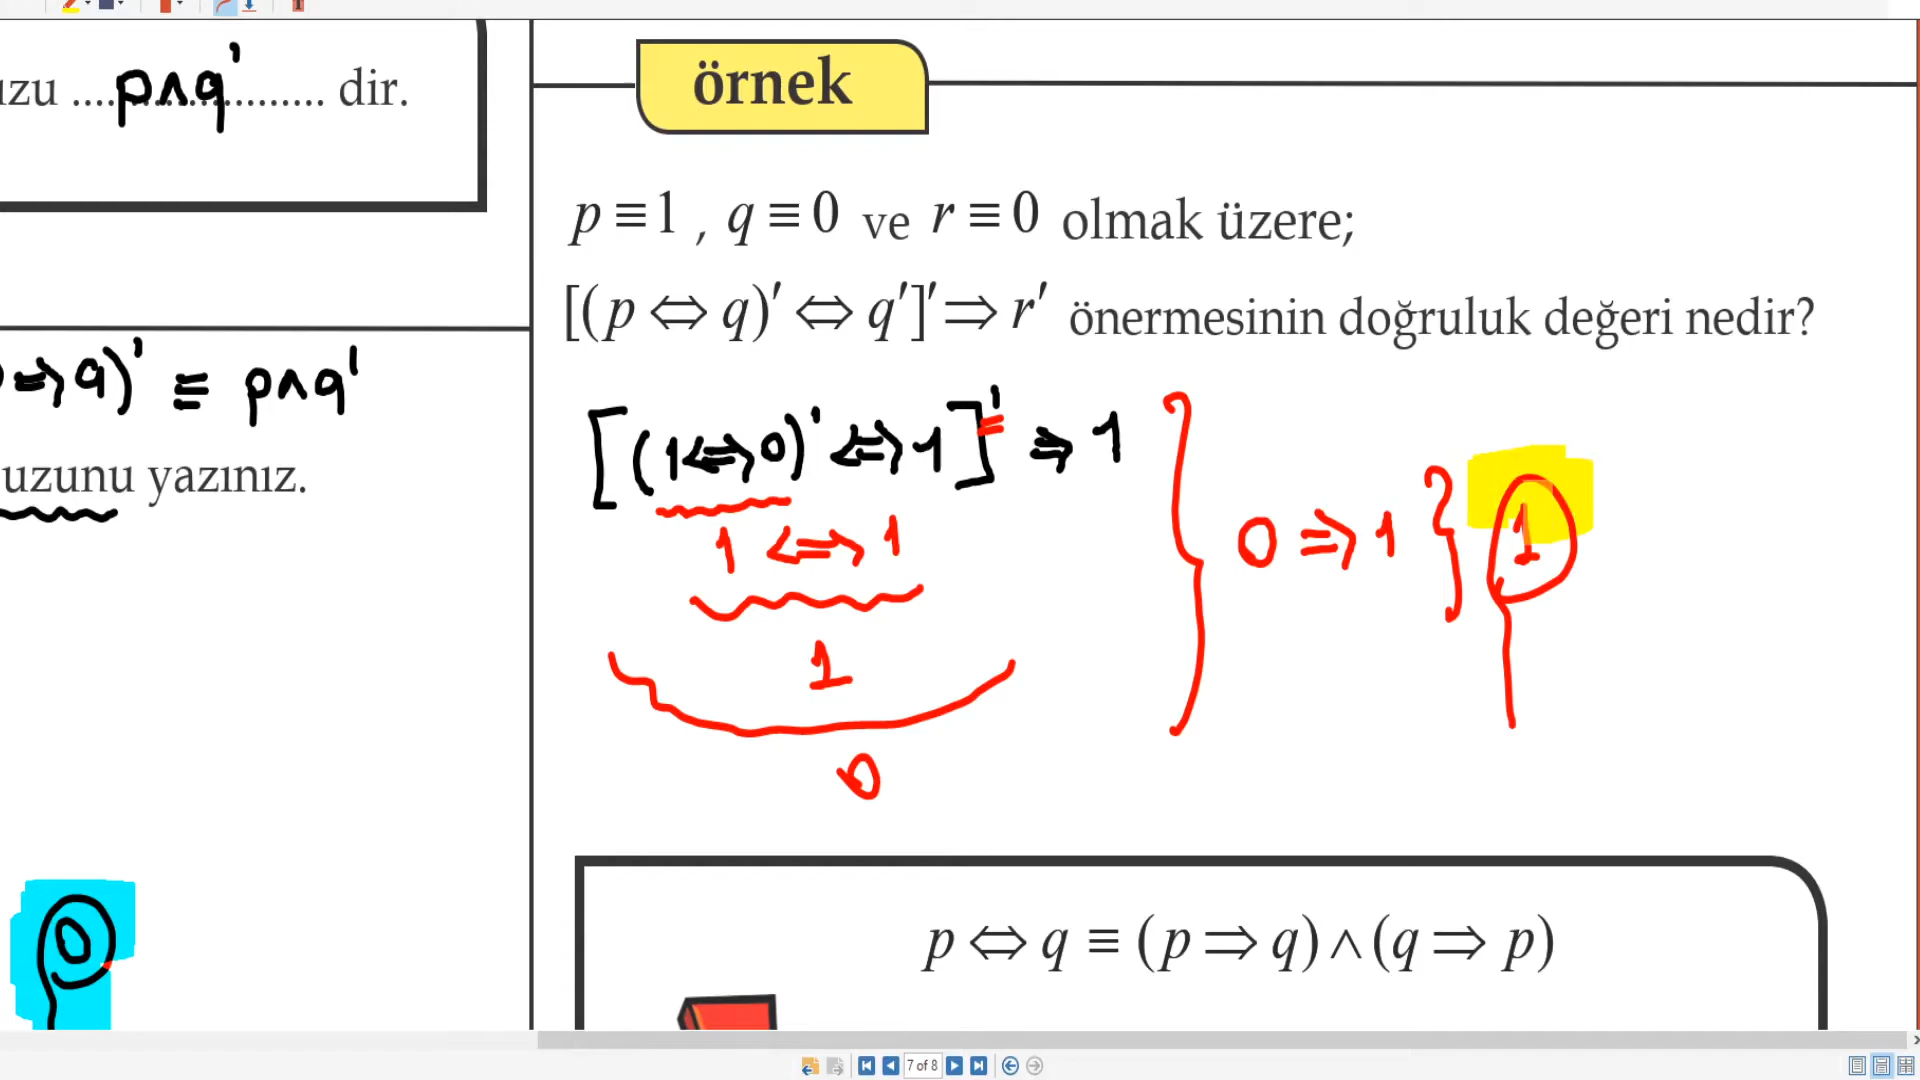 uzu ....p∧q'.................... dir.
⇒q)' ≡ p∧q'
uzunu yazınız.
0
örnek
p ≡ 1 , q ≡ 0 ve r ≡ 0 olmak üzere;
[(p ⇔ q)' ⇔ q']' ⇒ r' önermesinin doğruluk değeri nedir?
[(1⇔0)' ⇔ 1]' ⇒ 1
1 ⇔ 1
1
0
0 ⇒ 1
1
p ⇔ q ≡ (p ⇒ q) ∧ (q ⇒ p)
7 of 8